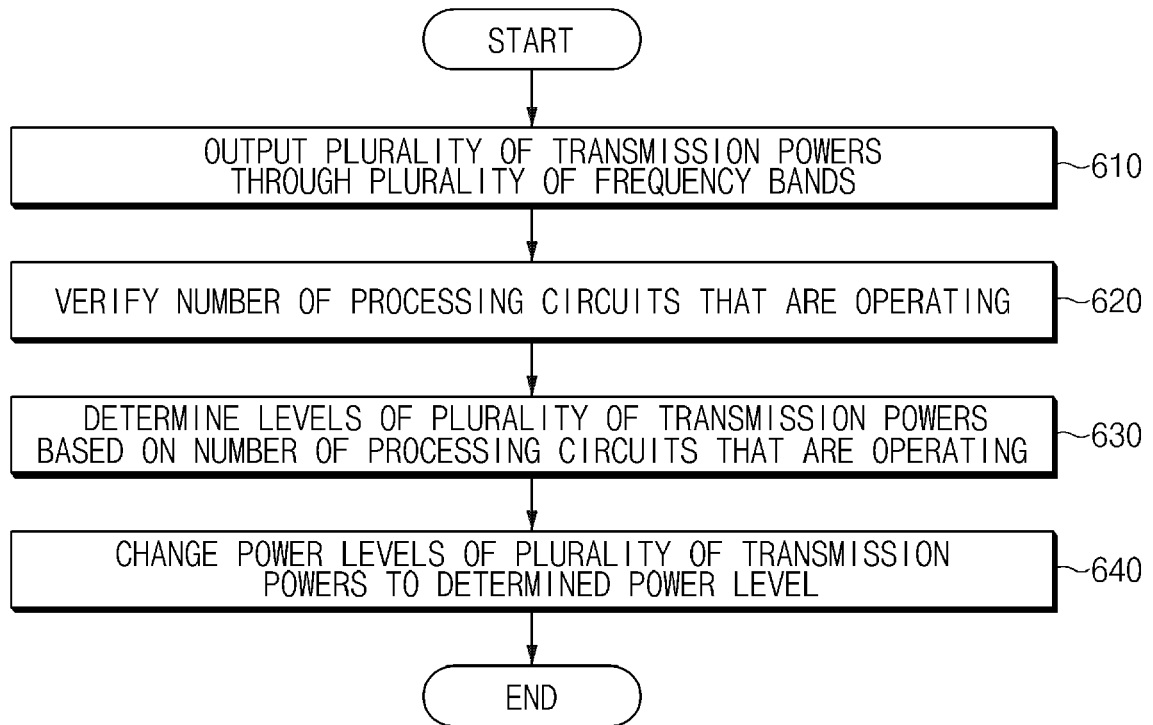 START
OUTPUT PLURALITY OF TRANSMISSION POWERS
THROUGH PLURALITY OF FREQUENCY BANDS
610
VERIFY NUMBER OF PROCESSING CIRCUITS THAT ARE OPERATING
620
DETERMINE LEVELS OF PLURALITY OF TRANSMISSION POWERS
BASED ON NUMBER OF PROCESSING CIRCUITS THAT ARE OPERATING
630
CHANGE POWER LEVELS OF PLURALITY OF TRANSMISSION
POWERS TO DETERMINED POWER LEVEL
640
END